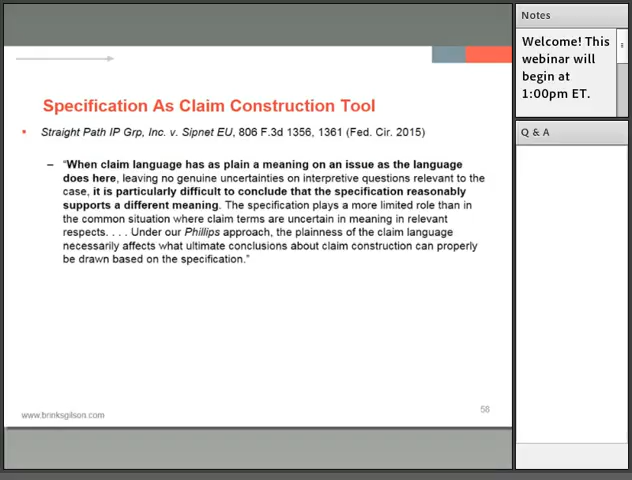 Specification As Claim Construction Tool
• Straight Path IP Grp, Inc. v. Sipnet EU, 806 F.3d 1356, 1361 (Fed. Cir. 2015)
– “When claim language has as plain a meaning on an issue as the language
does here, leaving no genuine uncertainties on interpretive questions relevant to the
case, it is particularly difficult to conclude that the specification reasonably
supports a different meaning. The specification plays a more limited role than in
the common situation where claim terms are uncertain in meaning in relevant
respects. . . . Under our Phillips approach, the plainness of the claim language
necessarily affects what ultimate conclusions about claim construction can properly
be drawn based on the specification.”
www.brinksgilson.com
58
Notes
Welcome! This
webinar will
begin at
1:00pm ET.
Q & A